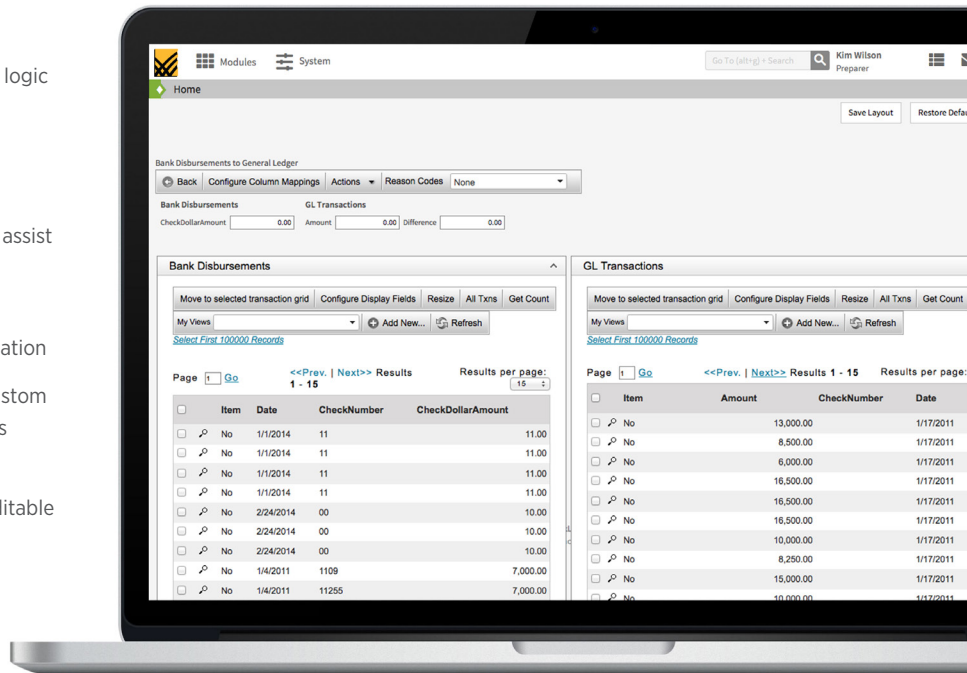 logic
assist
ation
stom
s
litable
Modules System
Go To (alt+g) + Search
Kim Wilson
Preparer
Home
Save Layout Restore Defau
Bank Disbursements to General Ledger
Back Configure Column Mappings Actions Reason Codes None
Bank Disbursements GL Transactions
CheckDollarAmount 0.00 Amount 0.00 Difference 0.00
Bank Disbursements
Move to selected transaction grid Configure Display Fields Resize All Txns Get Count
My Views Add New... Refresh
Select First 100000 Records
Page 1 Go <<Prev. | Next>> Results 1 - 15 Results per page: 15
Item Date CheckNumber CheckDollarAmount
No 1/1/2014 11 11.00
No 1/1/2014 11 11.00
No 1/1/2014 11 11.00
No 1/1/2014 11 11.00
No 2/24/2014 00 10.00
No 2/24/2014 00 10.00
No 2/24/2014 00 10.00
No 1/4/2011 1109 7,000.00
No 1/4/2011 11255 7,000.00
GL Transactions
Move to selected transaction grid Configure Display Fields Resize All Txns Get Count
My Views Add New... Refresh
Select First 100000 Records
Page 1 Go <<Prev. | Next>> Results 1 - 15 Results per page:
Item Amount CheckNumber Date
No 13,000.00 1/17/2011
No 8,500.00 1/17/2011
No 6,000.00 1/17/2011
No 16,500.00 1/17/2011
No 16,500.00 1/17/2011
No 16,500.00 1/17/2011
No 10,000.00 1/17/2011
No 8,250.00 1/17/2011
No 15,000.00 1/17/2011
No 10,000.00 1/17/2011